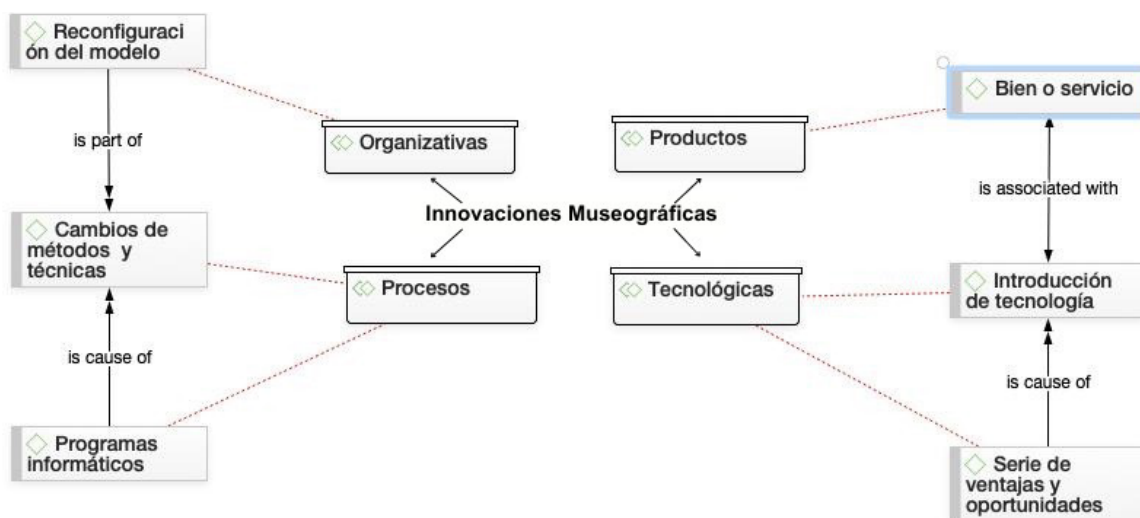 Reconfiguraci
ón del modelo
Bien o servicio
is part of
Organizativas
Productos
is associated with
Innovaciones Museográficas
Cambios de
métodos y
técnicas
Procesos
Tecnológicas
Introducción
de tecnología
is cause of
is cause of
Programas
informáticos
Serie de
ventajas y
oportunidades